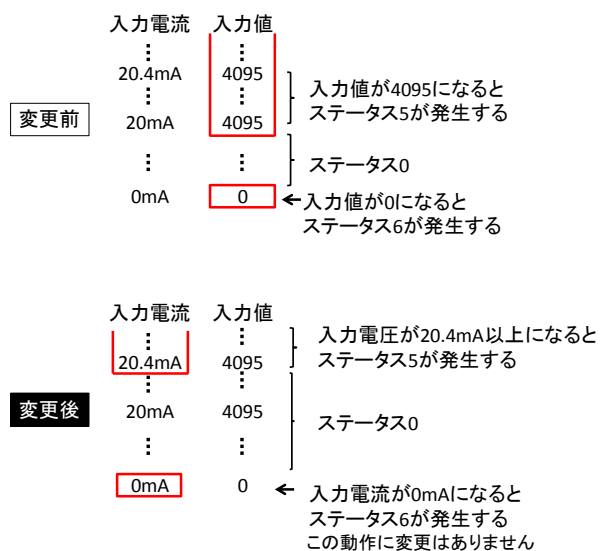 入力電流 入力値
20.4mA 4095
入力値が4095になると
ステータス5が発生する
変更前
20mA 4095
ステータス0
0mA 0
入力値が0になると
ステータス6が発生する
入力電流 入力値
入力電圧が20.4mA以上になると
20.4mA 4095
ステータス5が発生する
変更後
20mA 4095
ステータス0
0mA 0
入力電流が0mAになると
ステータス6が発生する
この動作に変更はありません